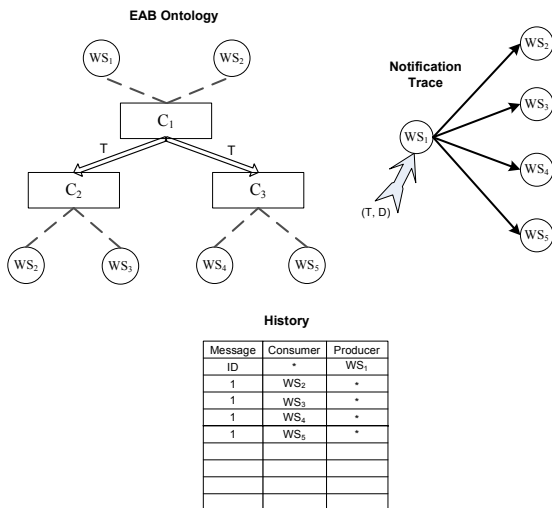 EAB Ontology
WS1 WS2
C1
T T
C2 C3
WS2 WS3 WS4 WS5
Notification
Trace
WS2
WS3
WS1
WS4
(T, D)
WS5
History
Message Consumer Producer
ID * WS1
1 WS2 *
1 WS3 *
1 WS4 *
1 WS5 *